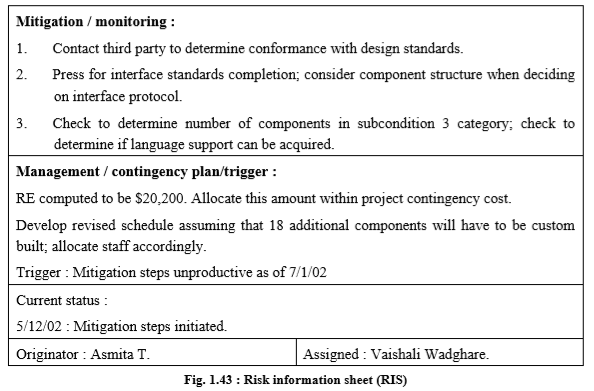 Mitigation / monitoring :
1. Contact third party to determine conformance with design standards.
2. Press for interface standards completion; consider component structure when deciding
on interface protocol.
3. Check to determine number of components in subcondition 3 category; check to
determine if language support can be acquired.
Management / contingency plan/trigger :
RE computed to be $20,200. Allocate this amount within project contingency cost.
Develop revised schedule assuming that 18 additional components will have to be custom
built; allocate staff accordingly.
Trigger : Mitigation steps unproductive as of 7/1/02
Current status :
5/12/02 : Mitigation steps initiated.
Originator : Asmita T. Assigned : Vaishali Wadghare.
Fig. 1.43 : Risk information sheet (RIS)